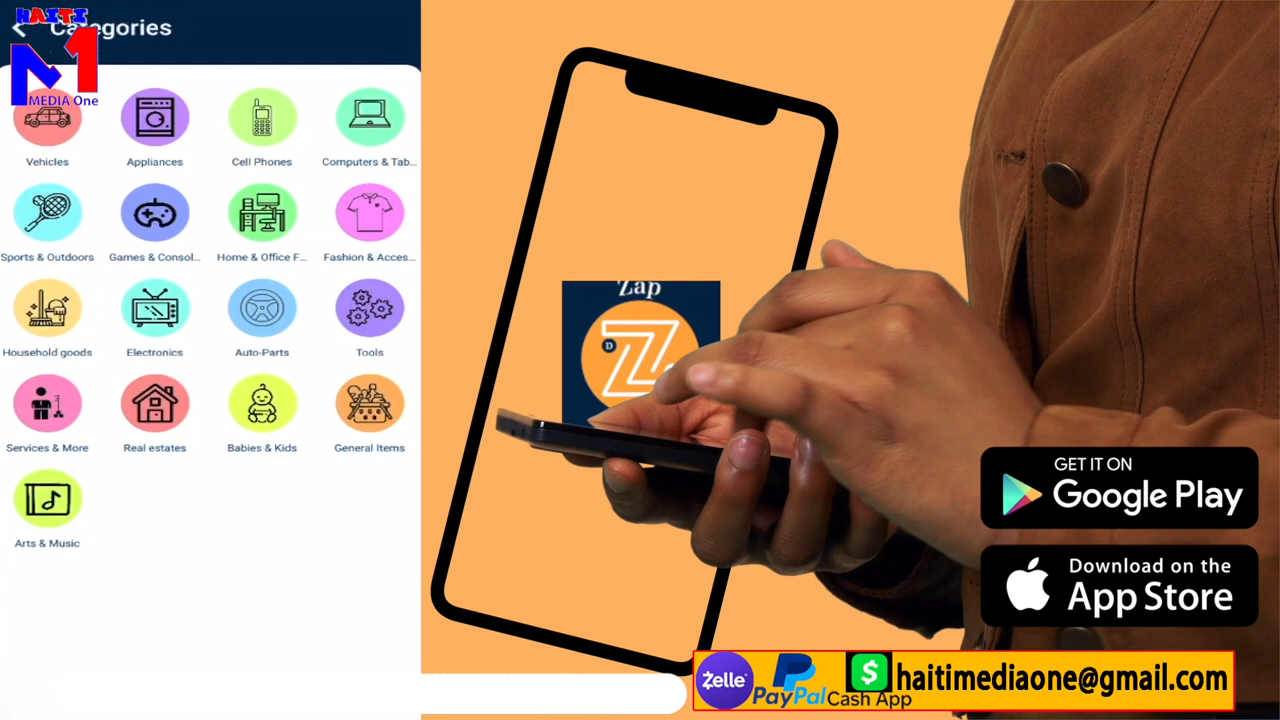 HAITI
Categories
M1
MEDIA One
Vehicles
Appliances
Cell Phones
Computers & Tab...
Sports & Outdoors
Games & Consol...
Home & Office F...
Fashion & Acces...
Household goods
Electronics
Auto-Parts
Tools
Services & More
Real estates
Babies & Kids
General Items
Arts & Music
Zap
D
Z
GET IT ON
Google Play
Download on the
App Store
Zelle
PayPal
$
Cash App
haitimediaone@gmail.com